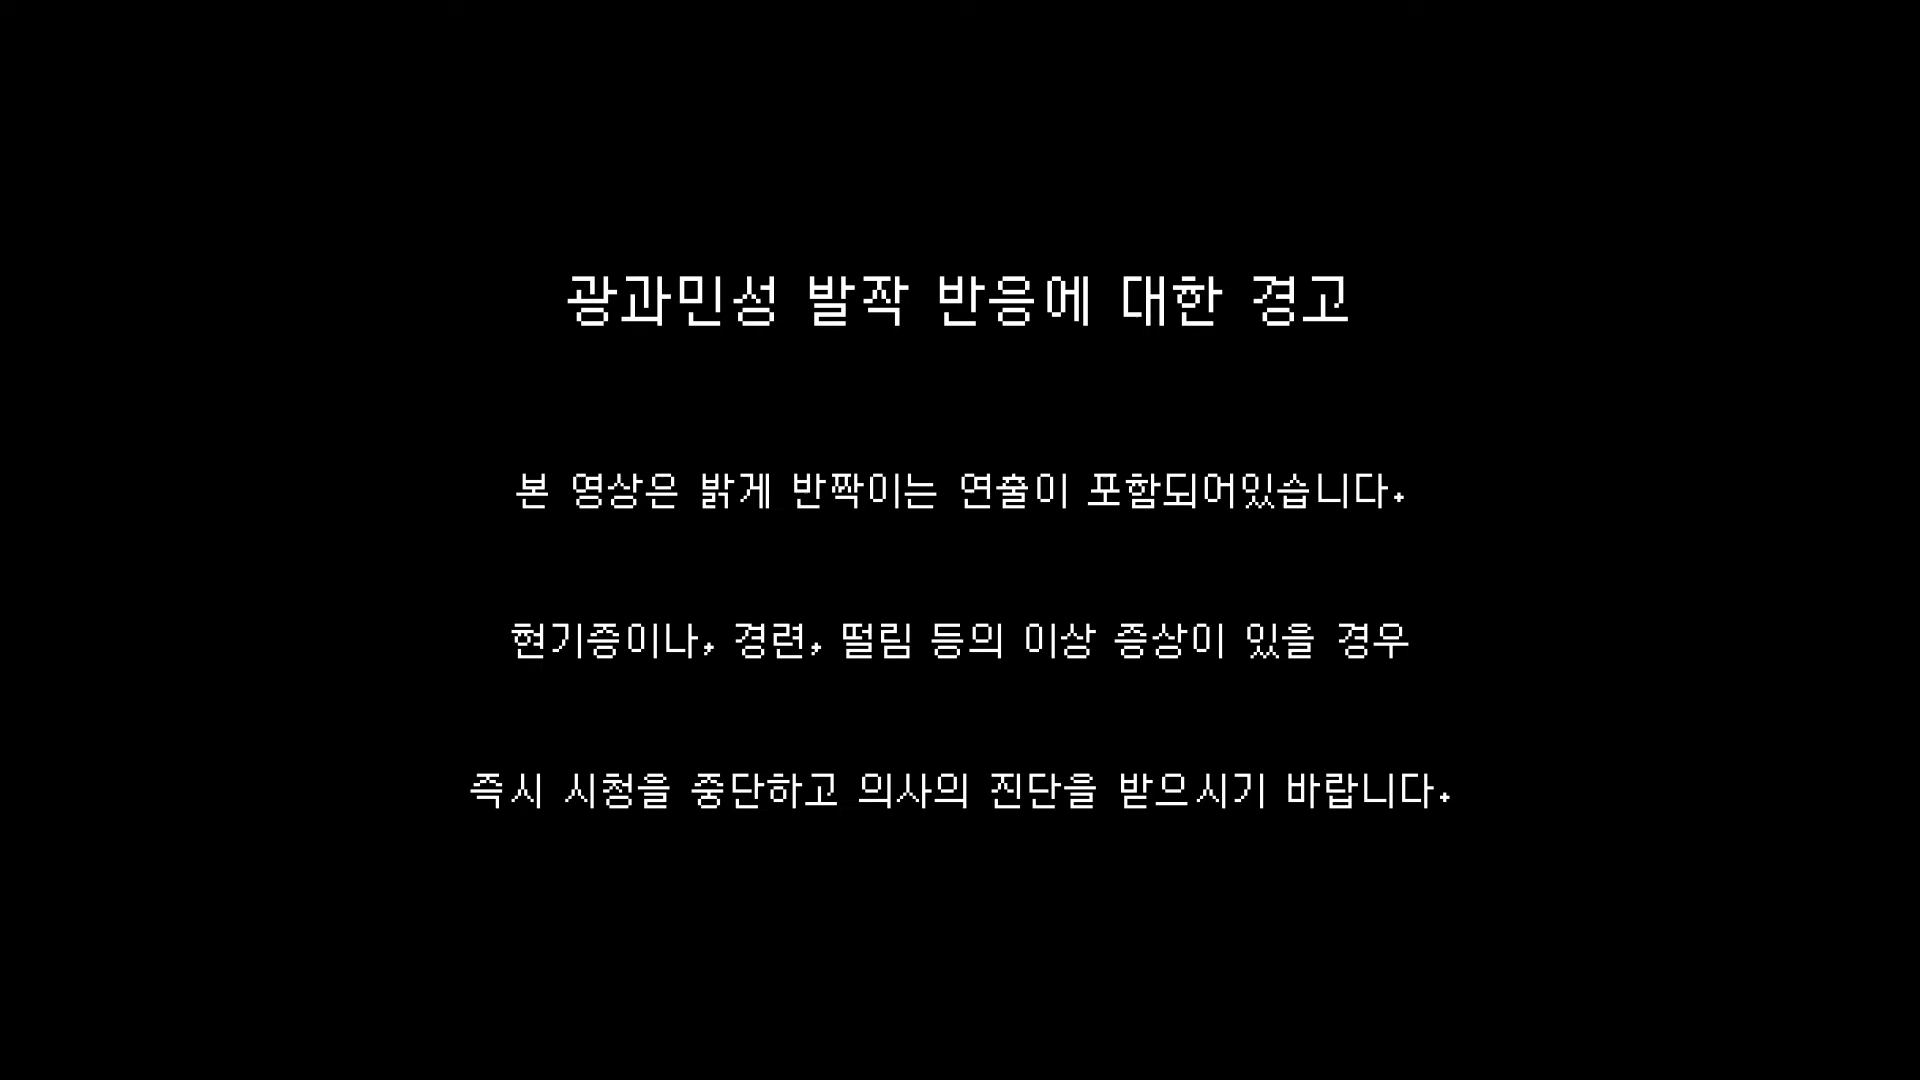 광과민성 발작 반응에 대한 경고
본 영상은 밝게 반짝이는 연출이 포함되어있습니다.
현기증이나, 경련, 떨림 등의 이상 증상이 있을 경우
즉시 시청을 중단하고 의사의 진단을 받으시기 바랍니다.